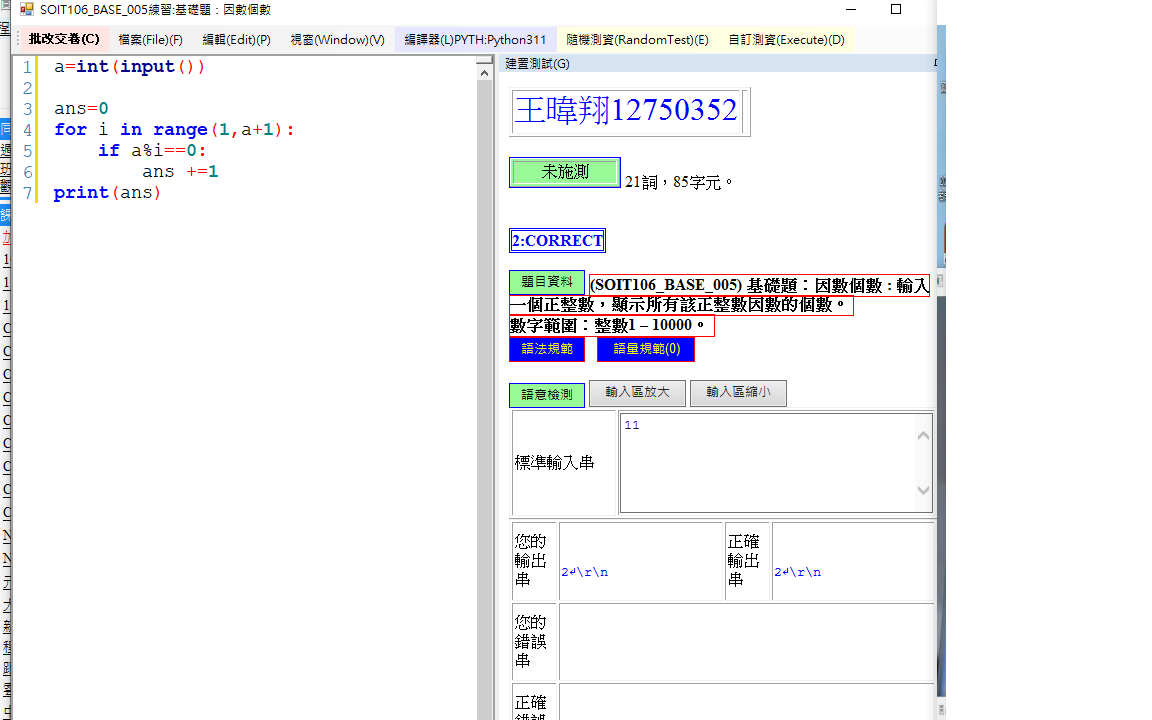 SOIT106_BASE_005練習:基礎題：因數個數
批改交卷(C) 檔案(File)(F) 編輯(Edit)(P) 視窗(Window)(V) 編譯器(L)PYTH:Python311 隨機測資(RandomTest)(E) 自訂測資(Execute)(D)
1 a=int(input())
2
3 ans=0
4 for i in range(1,a+1):
5     if a%i==0:
6         ans +=1
7 print(ans)
建置測試(G)
王暐翔12750352
未施測 21詞，85字元。
2:CORRECT
題目資料 (SOIT106_BASE_005) 基礎題：因數個數 : 輸入
一個正整數，顯示所有該正整數因數的個數。
數字範圍：整數1 – 10000。
語法規範 語量規範(0)
語意檢測 輸入區放大 輸入區縮小
標準輸入串 11
您的
輸出
串
2↲\r\n
正確
輸出
串
2↲\r\n
您的
錯誤
串
正確